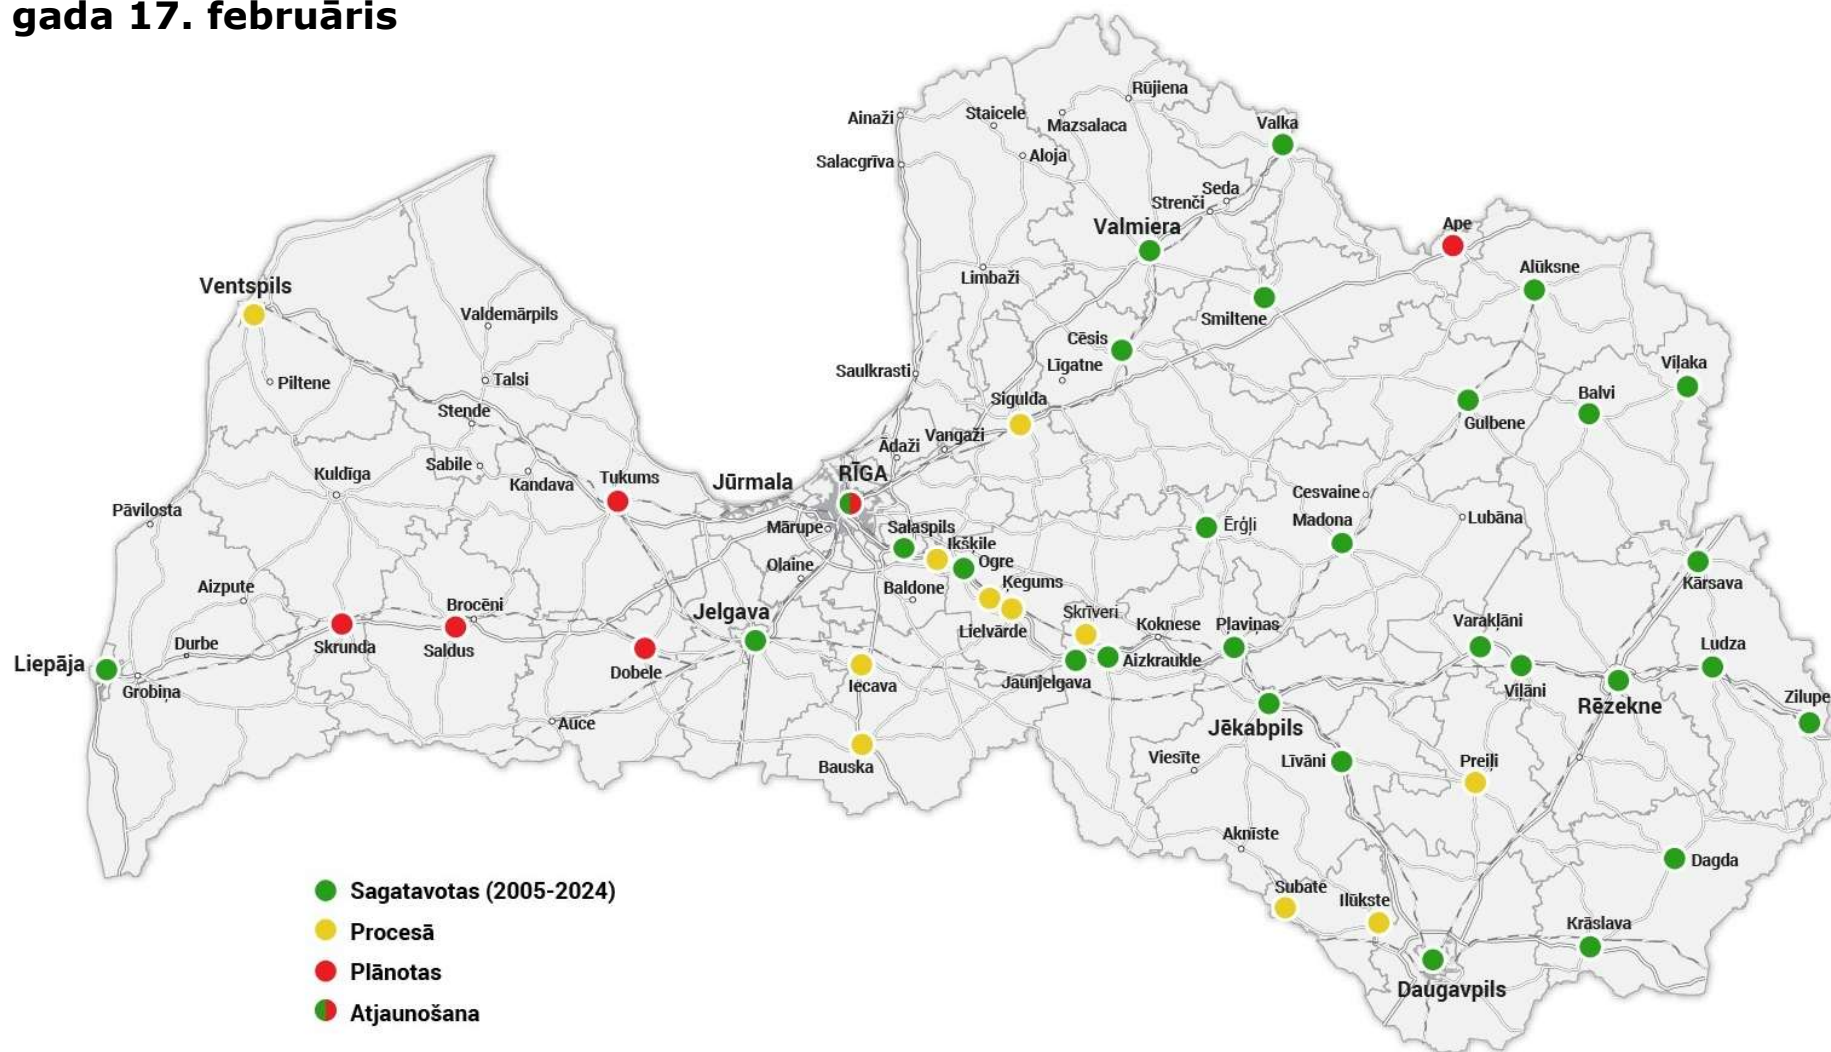 gada 17. februāris
Rūjiena
Ainaži
Staicele
Mazsalaca
Valka
Salacgrīva
Aloja
Seda
Strenči
Valmiera
Ape
Alūksne
Limbaži
Ventspils
Valdemārpils
Smiltene
Cēsis
Līgatne
Viļaka
Saulkrasti
Piltene
Talsi
Sigulda
Balvi
Stende
Gulbene
Ādaži
Vangaži
Sabile
Kandava
Kuldīga
Tukums
Jūrmala
RĪGA
Cesvaine
Pāvilosta
Mārupe
Salaspils
Ērģļi
Madona
Lubāna
Ikšķile
Ogre
Olaine
Baldone
Ķegums
Kārsava
Aizpute
Brocēni
Jelgava
Lielvārde
Skrīveri
Koknese
Pļaviņas
Varakļāni
Durbe
Skrunda
Saldus
Ludza
Liepāja
Grobiņa
Dobele
Iecava
Jaunjelgava
Aizkraukle
Viļāni
Rēzekne
Zilupe
Auce
Jēkabpils
Bauska
Viesīte
Līvāni
Preiļi
Aknīste
Dagda
Subate
Ilūkste
Krāslava
Daugavpils
Sagatavotas (2005-2024)
Procesā
Plānotas
Atjaunošana